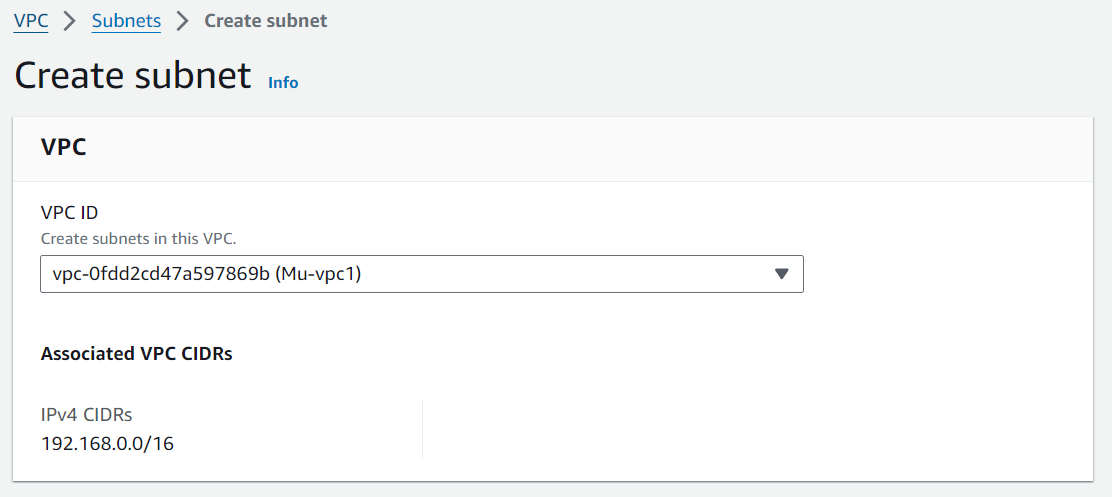 VPC > Subnets > Create subnet
Create subnet Info
VPC
VPC ID
Create subnets in this VPC.
vpc-0fdd2cd47a597869b (Mu-vpc1)
Associated VPC CIDRs
IPv4 CIDRs
192.168.0.0/16